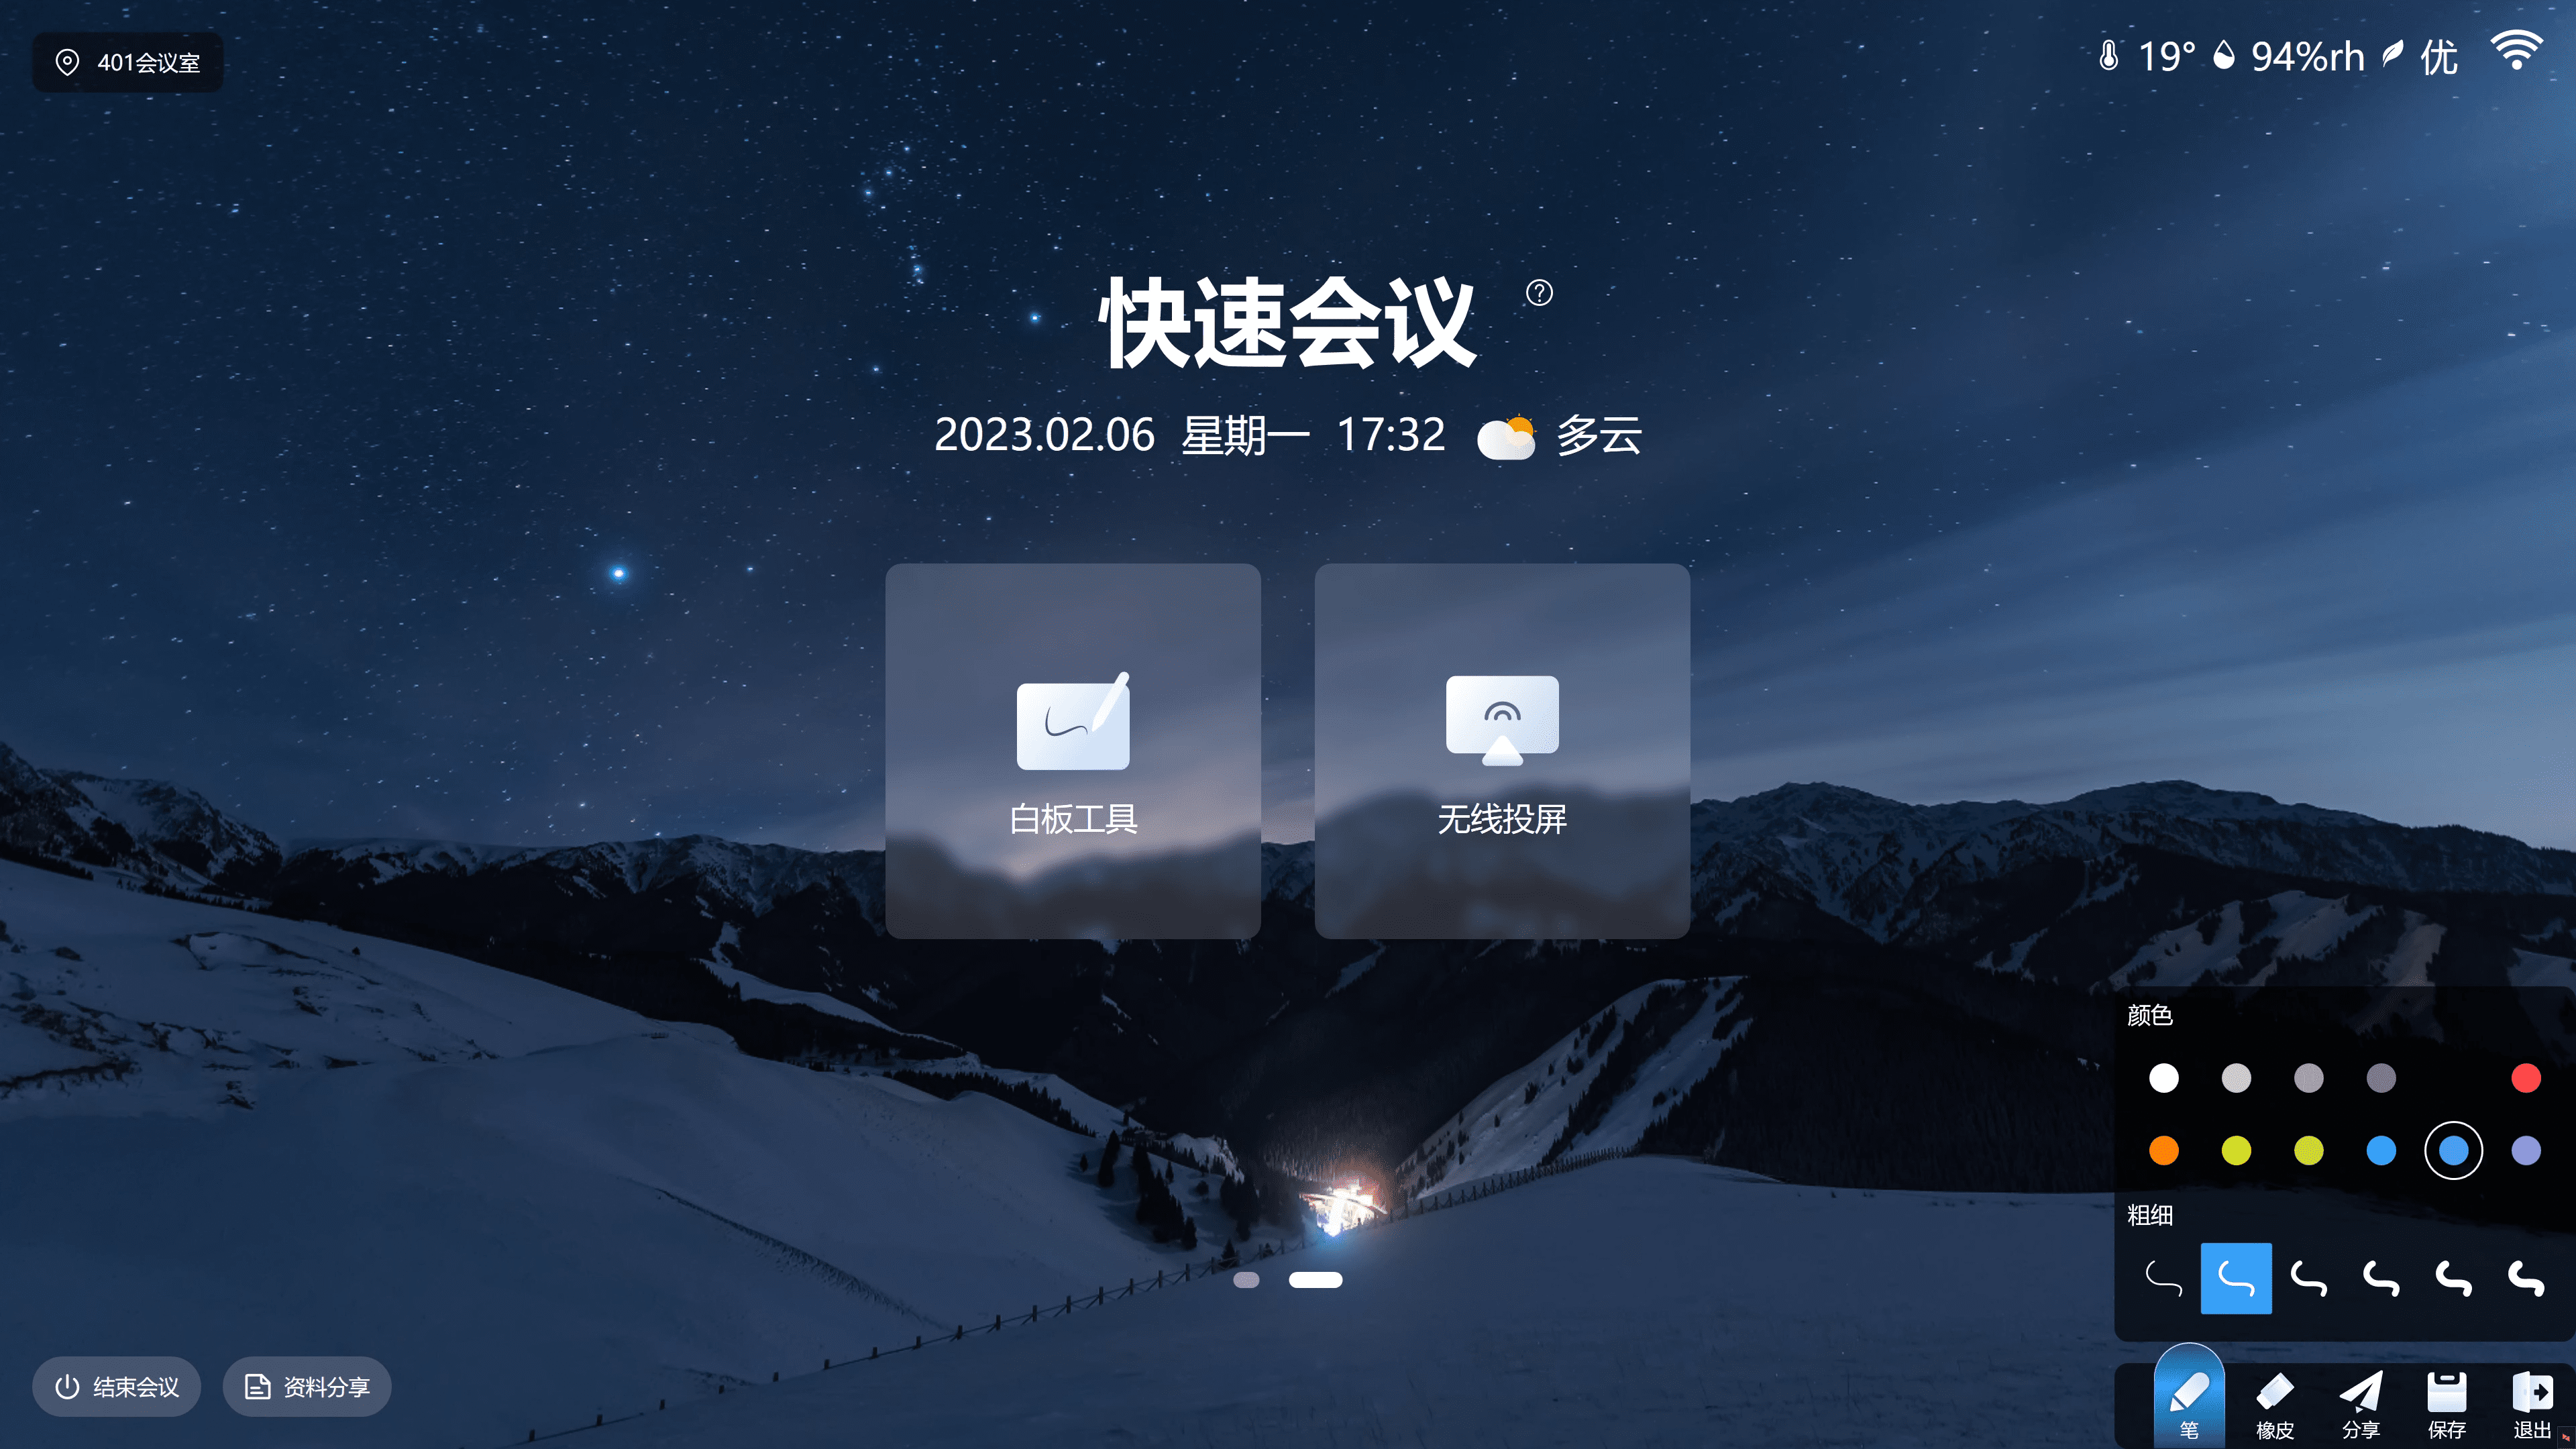 401会议室
19° 94%rh 优
快速会议
2023.02.06 星期一 17:32 多云
白板工具
无线投屏
颜色
粗细
结束会议
资料分享
笔
橡皮
分享
保存
退出